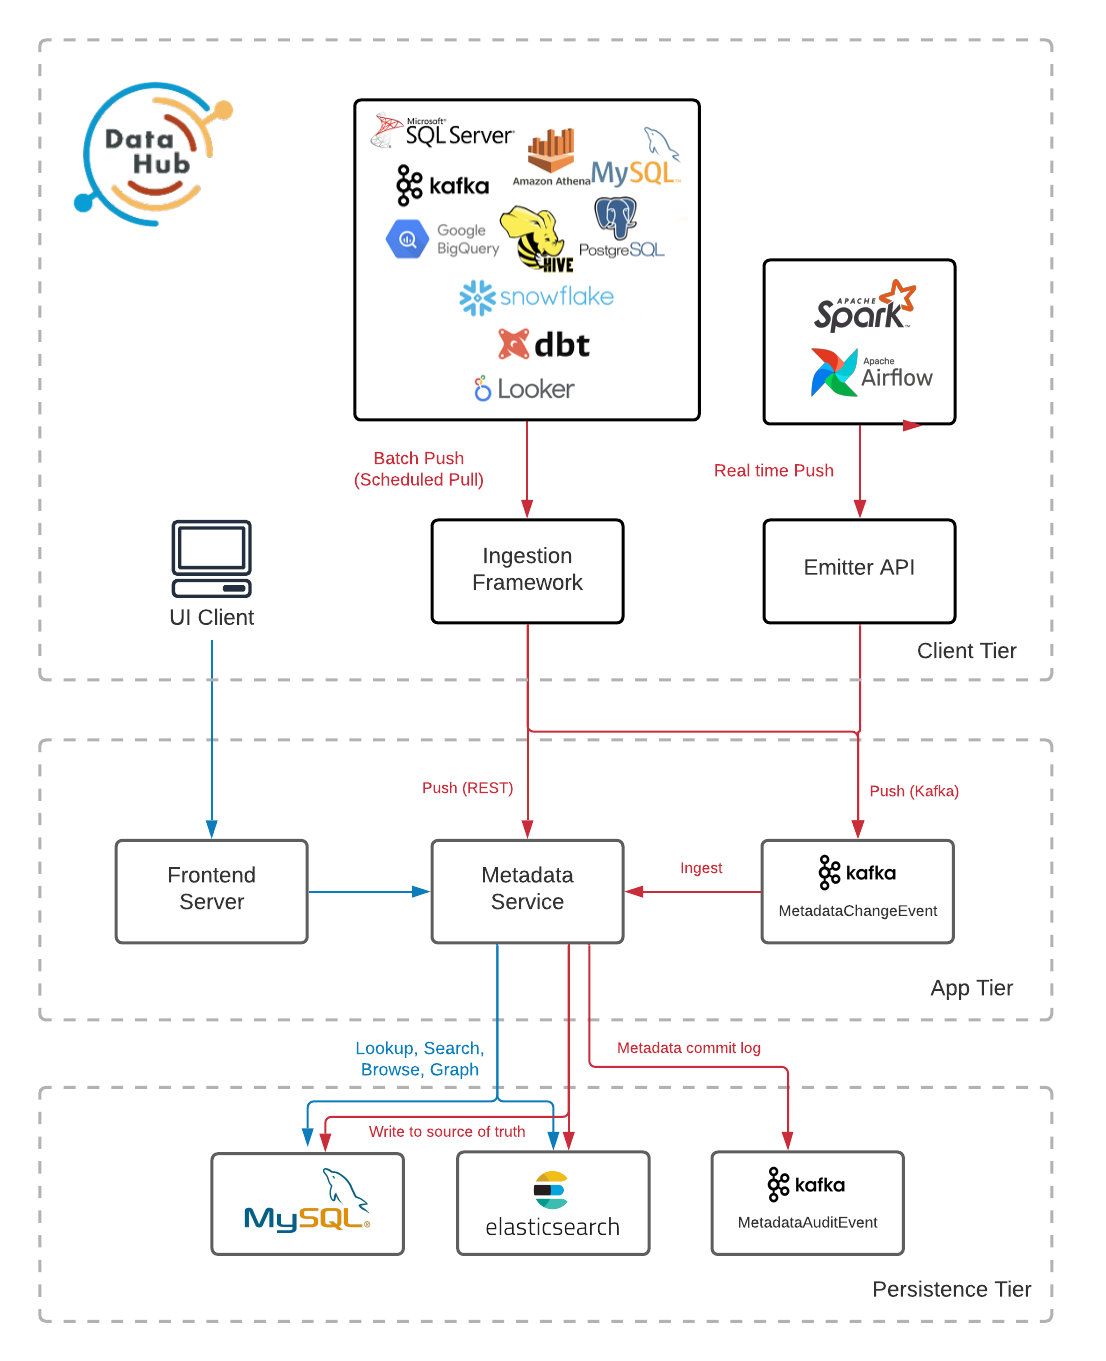 Data
Hub
Microsoft®
SQL Server®
Amazon Athena
MySQL™
kafka
Google
BigQuery
HIVE
PostgreSQL
snowflake
dbt
Looker
APACHE
Spark™
Apache
Airflow
Batch Push
(Scheduled Pull)
Real time Push
Ingestion
Framework
Emitter API
UI Client
Client Tier
Push (REST)
Push (Kafka)
Frontend
Server
Metadata
Service
Ingest
kafka
MetadataChangeEvent
App Tier
Lookup, Search,
Browse, Graph
Metadata commit log
Write to source of truth
MySQL®
elasticsearch
kafka
MetadataAuditEvent
Persistence Tier